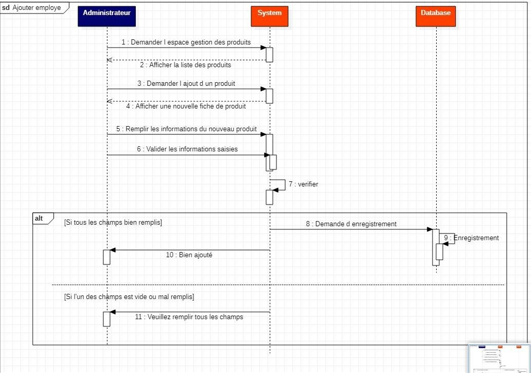 sd Ajouter employe
Administrateur
System
Database
1 : Demander l espace gestion des produits
2 : Afficher la liste des produits
3 : Demander l ajout d un produit
4 : Afficher une nouvelle fiche de produit
5 : Remplir les informations du nouveau produit
6 : Valider les informations saisies
7 : verifier
alt
[Si tous les champs bien remplis]
8 : Demande d enregistrement
9 : Enregistrement
10 : Bien ajouté
[Si l'un des champs est vide ou mal remplis]
11 : Veuillez remplir tous les champs